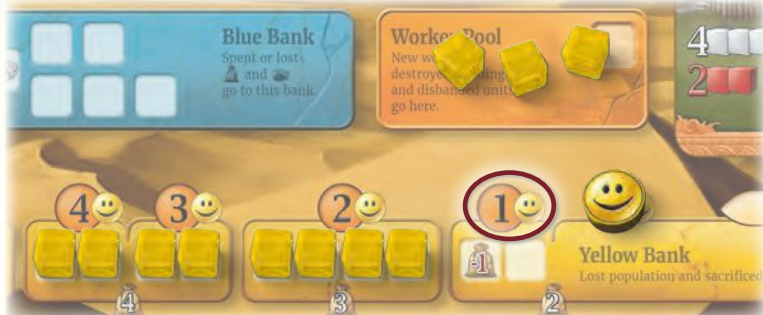 Blue Bank
Spent or lost
and
go to this bank.
Worker Pool
New
destroyed
and disbanded units
go here.
4
2
4
3
2
1
-1
4
3
2
Yellow Bank
Lost population and sacrificed